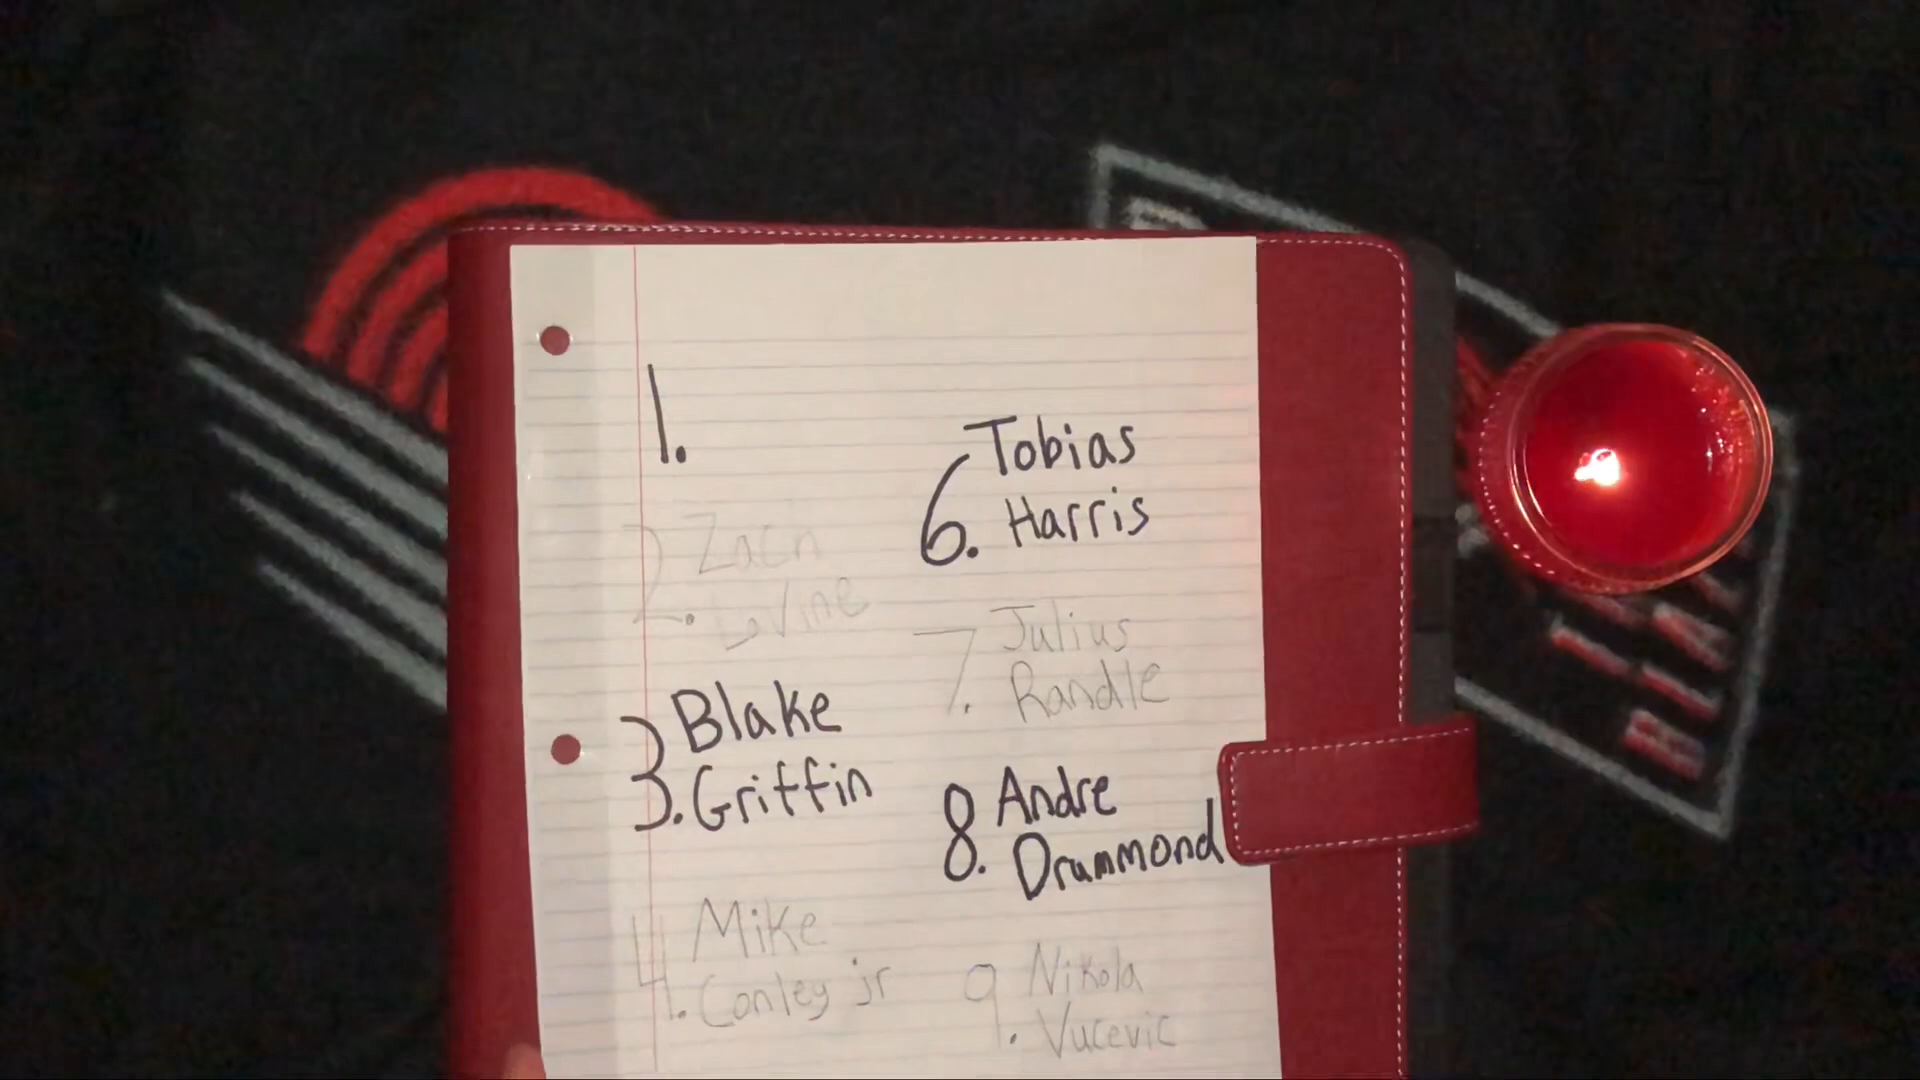 1.
2. Zach
LaVine
3. Blake
Griffin
4. Mike
Conley jr
6. Tobias
Harris
7. Julius
Randle
8. Andre
Drummond
9. Nikola
Vucevic